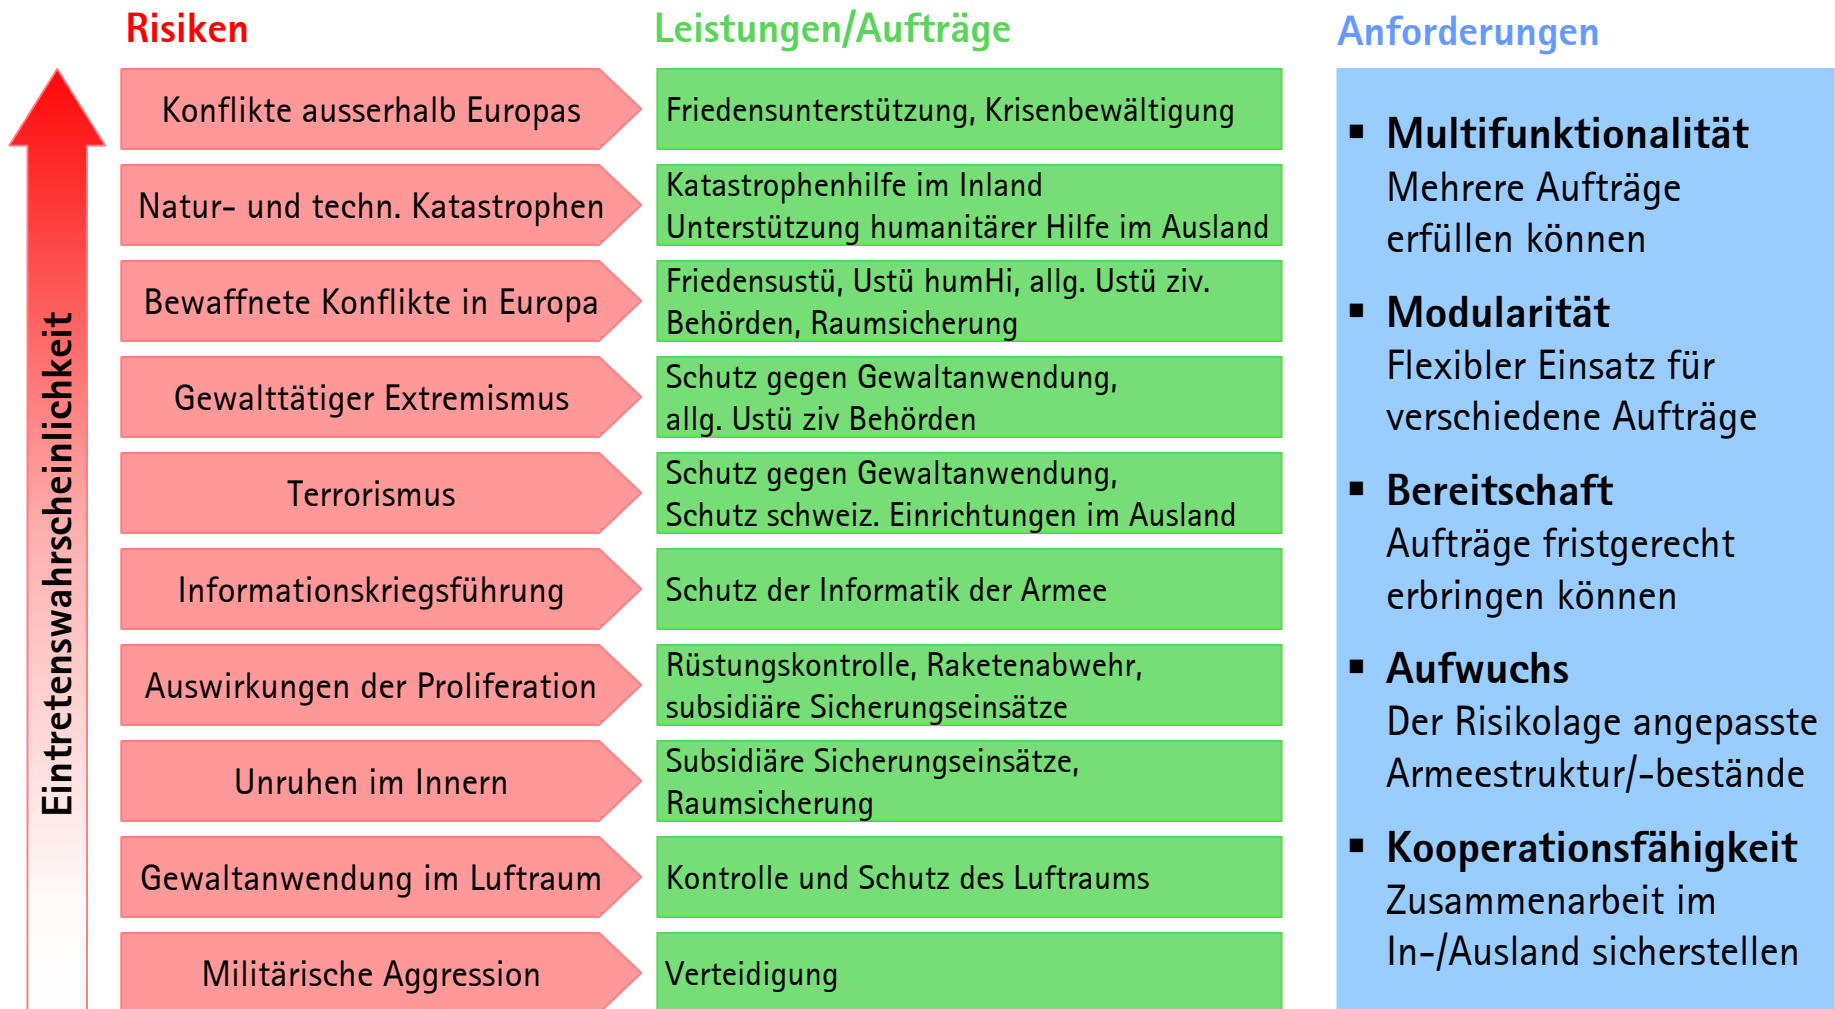 Risiken
Leistungen/Aufträge
Anforderungen
Eintretenswahrscheinlichkeit
Konflikte ausserhalb Europas
Friedensunterstützung, Krisenbewältigung
Natur- und techn. Katastrophen
Katastrophenhilfe im Inland
Unterstützung humanitärer Hilfe im Ausland
Bewaffnete Konflikte in Europa
Friedensustü, Ustü humHi, allg. Ustü ziv.
Behörden, Raumsicherung
Gewalttätiger Extremismus
Schutz gegen Gewaltanwendung,
allg. Ustü ziv Behörden
Terrorismus
Schutz gegen Gewaltanwendung,
Schutz schweiz. Einrichtungen im Ausland
Informationskriegsführung
Schutz der Informatik der Armee
Auswirkungen der Proliferation
Rüstungskontrolle, Raketenabwehr,
subsidiäre Sicherungseinsätze
Unruhen im Innern
Subsidiäre Sicherungseinsätze,
Raumsicherung
Gewaltanwendung im Luftraum
Kontrolle und Schutz des Luftraums
Militärische Aggression
Verteidigung
▪ Multifunktionalität
Mehrere Aufträge
erfüllen können
▪ Modularität
Flexibler Einsatz für
verschiedene Aufträge
▪ Bereitschaft
Aufträge fristgerecht
erbringen können
▪ Aufwuchs
Der Risikolage angepasste
Armeestruktur/-bestände
▪ Kooperationsfähigkeit
Zusammenarbeit im
In-/Ausland sicherstellen